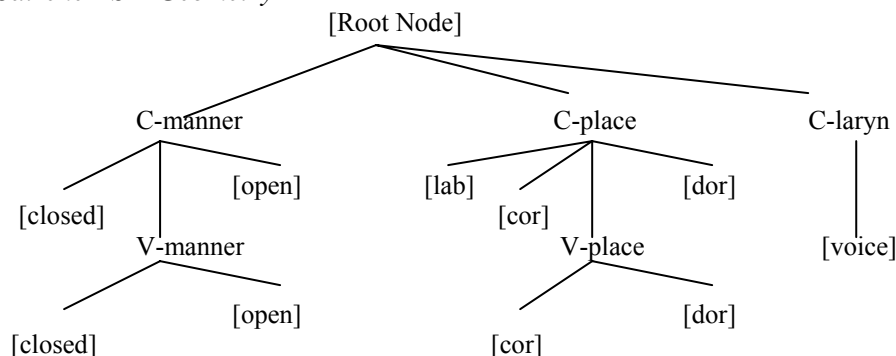 [Root Node]
C-manner C-place C-laryn
[open] [lab] [dor]
[closed] [cor]
V-manner V-place [voice]
[open] [dor]
[closed] [cor]